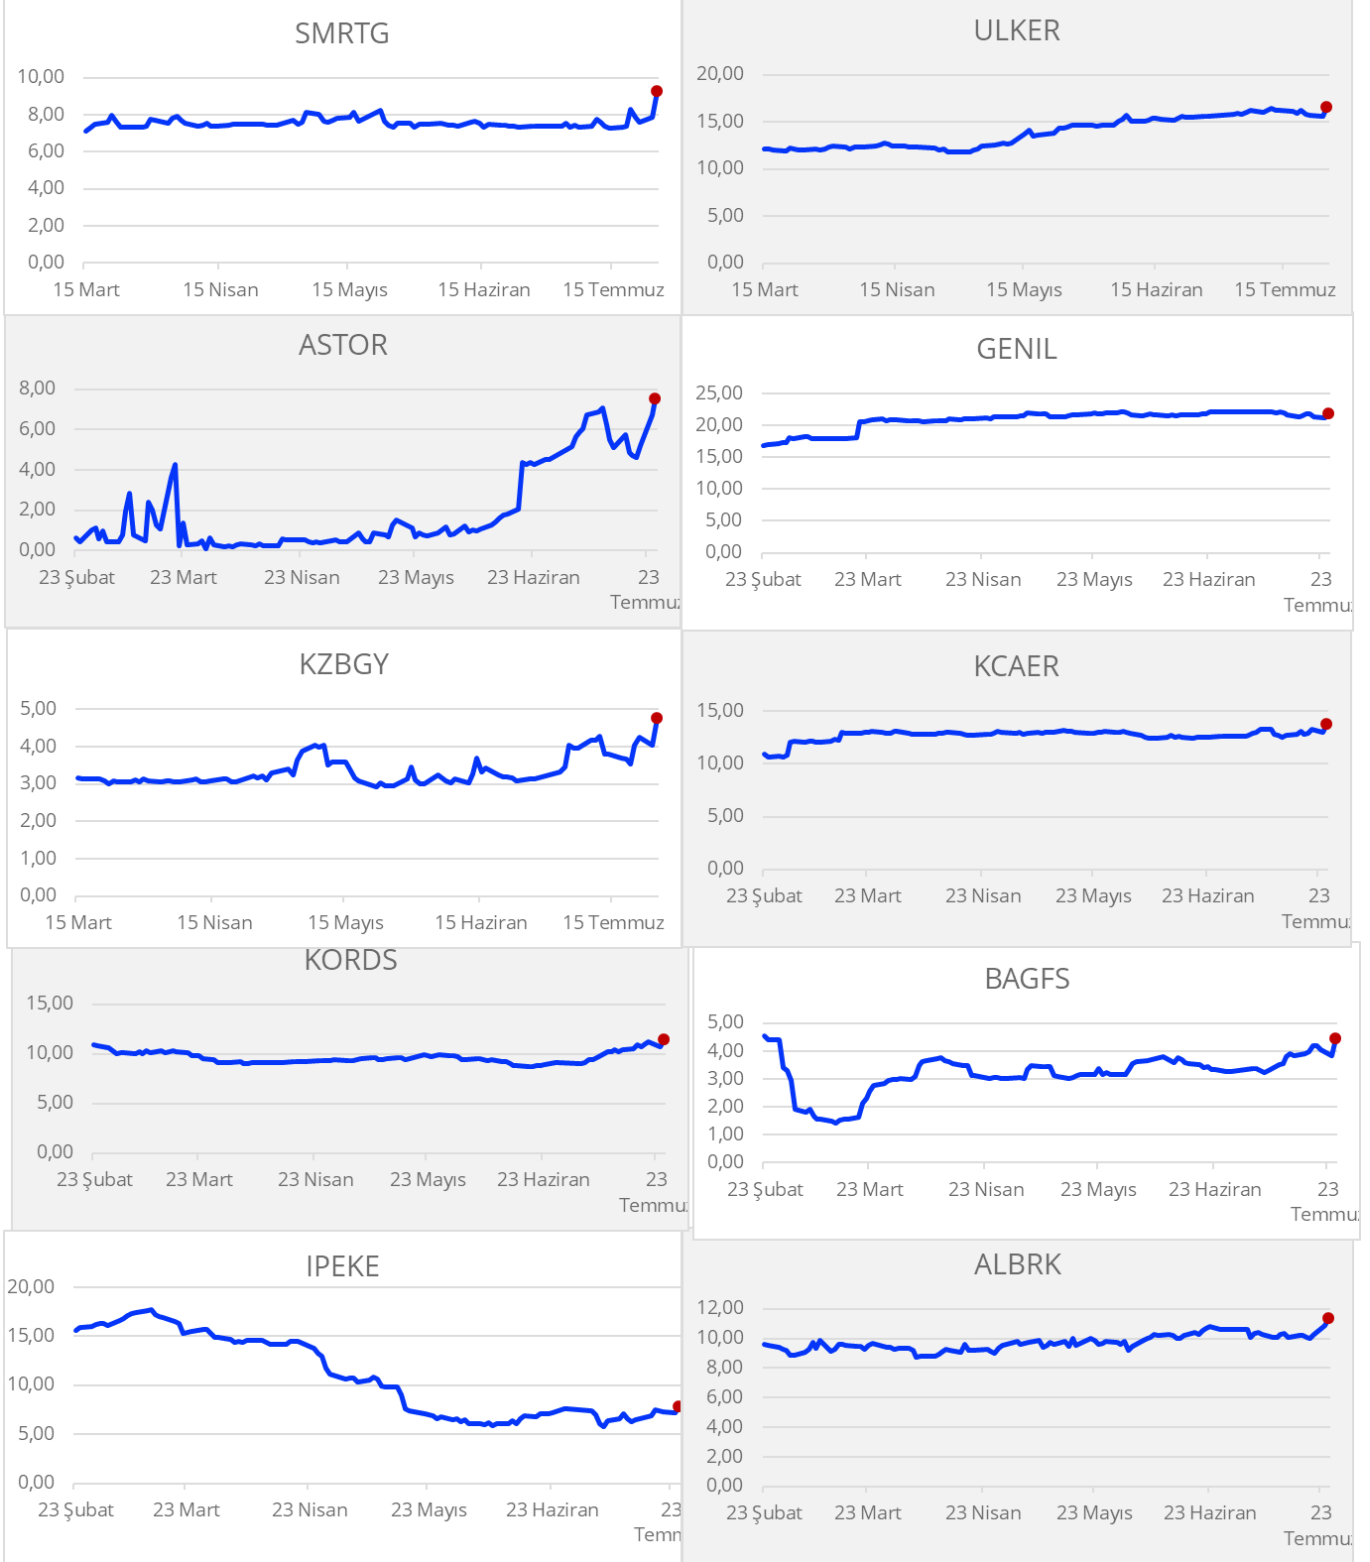 SMRTG
10,00
8,00
6,00
4,00
2,00
0,00
15 Mart 15 Nisan 15 Mayıs 15 Haziran 15 Temmuz
ULKER
20,00
15,00
10,00
5,00
0,00
15 Mart 15 Nisan 15 Mayıs 15 Haziran 15 Temmuz
ASTOR
8,00
6,00
4,00
2,00
0,00
23 Şubat 23 Mart 23 Nisan 23 Mayıs 23 Haziran 23
Temmuz
GENIL
25,00
20,00
15,00
10,00
5,00
0,00
23 Şubat 23 Mart 23 Nisan 23 Mayıs 23 Haziran 23
Temmuz
KZBGY
5,00
4,00
3,00
2,00
1,00
0,00
15 Mart 15 Nisan 15 Mayıs 15 Haziran 15 Temmuz
KCAER
15,00
10,00
5,00
0,00
23 Şubat 23 Mart 23 Nisan 23 Mayıs 23 Haziran 23
Temmuz
KORDS
15,00
10,00
5,00
0,00
23 Şubat 23 Mart 23 Nisan 23 Mayıs 23 Haziran 23
Temmuz
BAGFS
5,00
4,00
3,00
2,00
1,00
0,00
23 Şubat 23 Mart 23 Nisan 23 Mayıs 23 Haziran 23
Temmuz
IPEKE
20,00
15,00
10,00
5,00
0,00
23 Şubat 23 Mart 23 Nisan 23 Mayıs 23 Haziran 23
Temm
ALBRK
12,00
10,00
8,00
6,00
4,00
2,00
0,00
23 Şubat 23 Mart 23 Nisan 23 Mayıs 23 Haziran 23
Temmuz